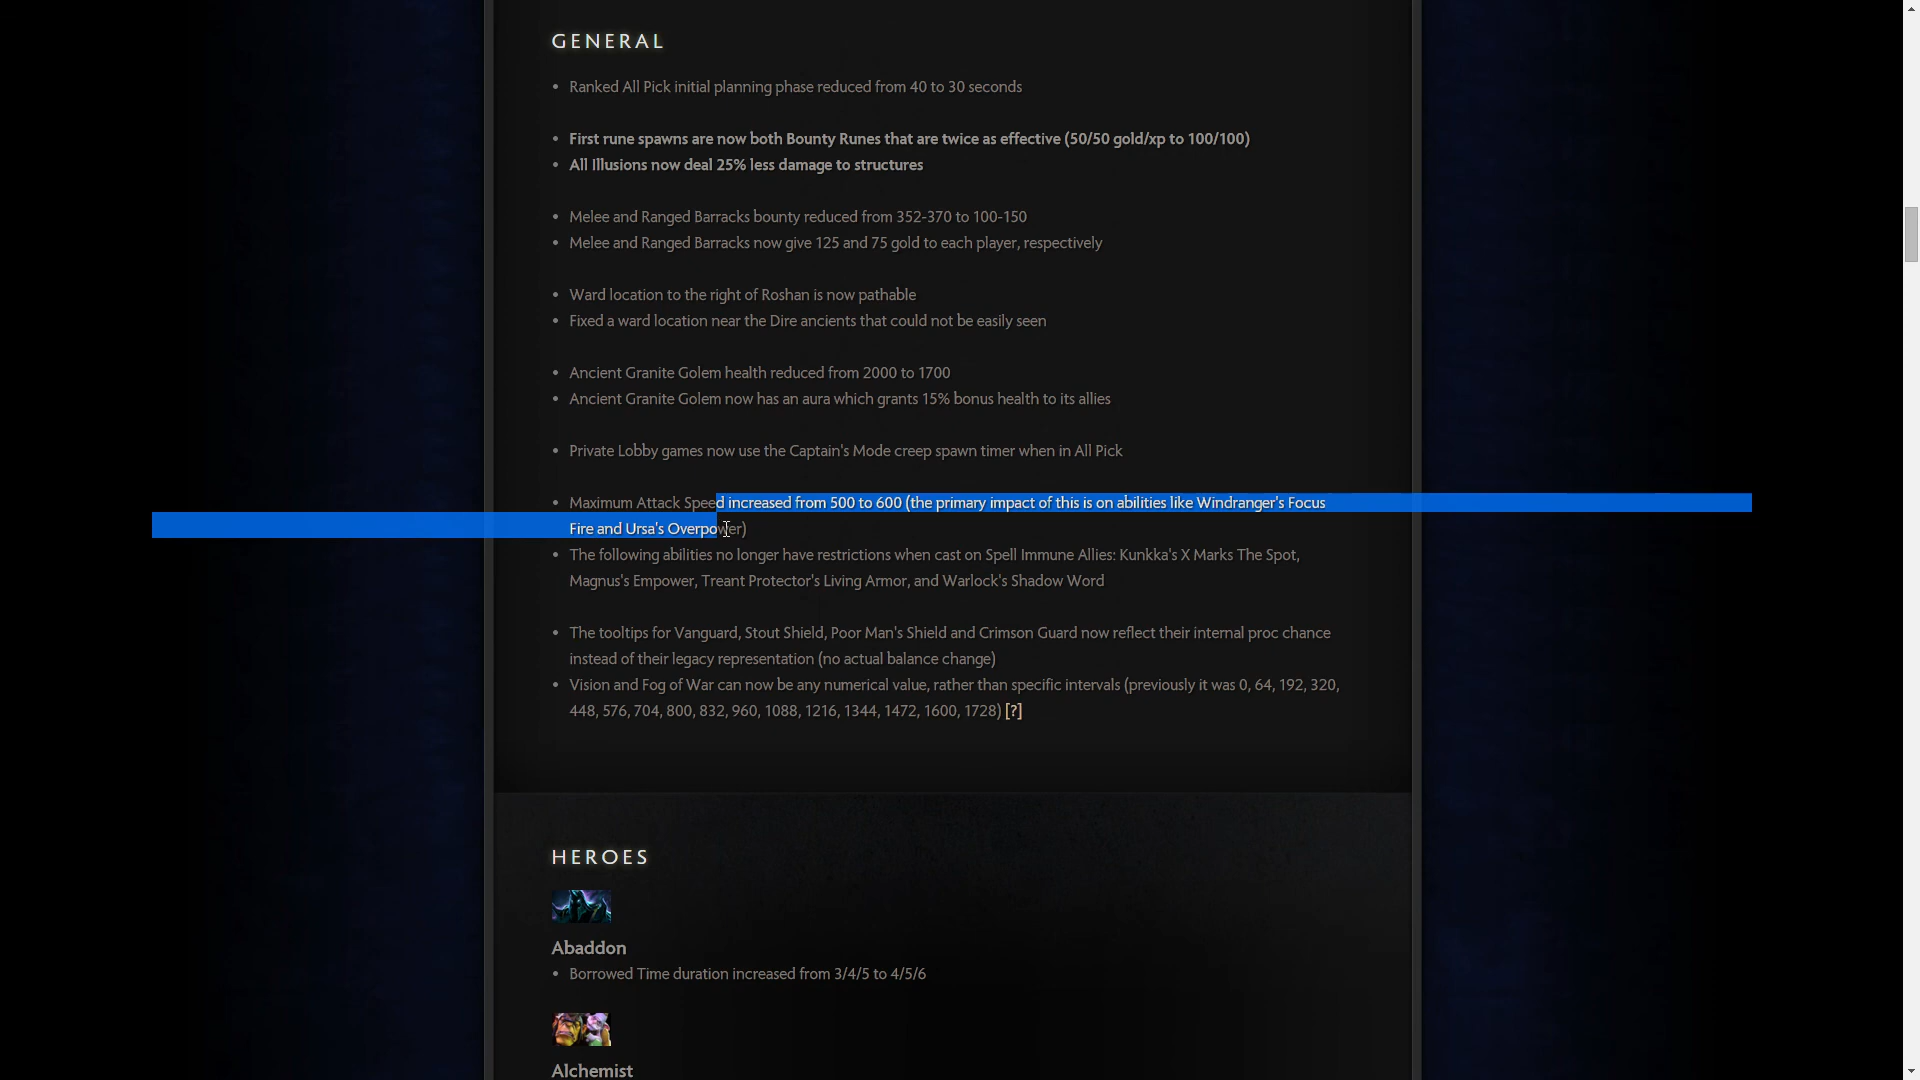 GENERAL
• Ranked All Pick initial planning phase reduced from 40 to 30 seconds
• First rune spawns are now both Bounty Runes that are twice as effective (50/50 gold/xp to 100/100)
• All Illusions now deal 25% less damage to structures
• Melee and Ranged Barracks bounty reduced from 352-370 to 100-150
• Melee and Ranged Barracks now give 125 and 75 gold to each player, respectively
• Ward location to the right of Roshan is now pathable
• Fixed a ward location near the Dire ancients that could not be easily seen
• Ancient Granite Golem health reduced from 2000 to 1700
• Ancient Granite Golem now has an aura which grants 15% bonus health to its allies
• Private Lobby games now use the Captain's Mode creep spawn timer when in All Pick
• Maximum Attack Speed increased from 500 to 600 (the primary impact of this is on abilities like Windranger's Focus
Fire and Ursa's Overpower)
• The following abilities no longer have restrictions when cast on Spell Immune Allies: Kunkka's X Marks The Spot,
Magnus's Empower, Treant Protector's Living Armor, and Warlock's Shadow Word
• The tooltips for Vanguard, Stout Shield, Poor Man's Shield and Crimson Guard now reflect their internal proc chance
instead of their legacy representation (no actual balance change)
• Vision and Fog of War can now be any numerical value, rather than specific intervals (previously it was 0, 64, 192, 320,
448, 576, 704, 800, 832, 960, 1088, 1216, 1344, 1472, 1600, 1728) [?]
HEROES
Abaddon
• Borrowed Time duration increased from 3/4/5 to 4/5/6
Alchemist